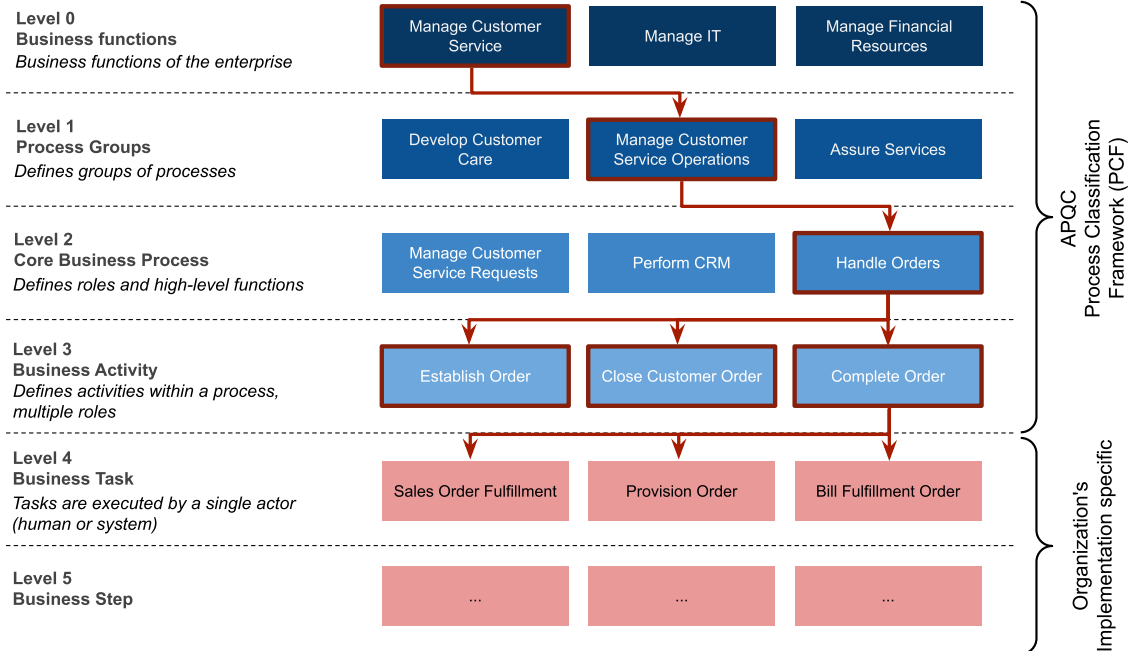 Level 0
Business functions
Business functions of the enterprise
Manage Customer
Service
Manage IT
Manage Financial
Resources
Level 1
Process Groups
Defines groups of processes
Develop Customer
Care
Manage Customer
Service Operations
Assure Services
Level 2
Core Business Process
Defines roles and high-level functions
Manage Customer
Service Requests
Perform CRM
Handle Orders
Level 3
Business Activity
Defines activities within a process,
multiple roles
Establish Order
Close Customer Order
Complete Order
APQC
Process Classification
Framework (PCF)
Level 4
Business Task
Tasks are executed by a single actor
(human or system)
Sales Order Fulfillment
Provision Order
Bill Fulfillment Order
Level 5
Business Step
...
...
...
Organization's
Implementation specific